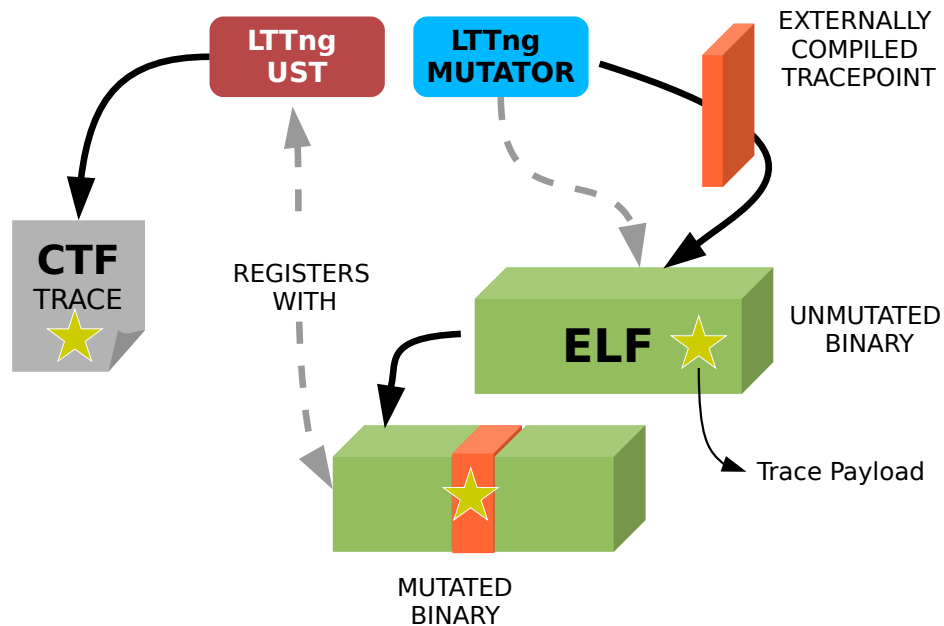 LTTng
UST
LTTng
MUTATOR
EXTERNALLY
COMPILED
TRACEPOINT
CTF
TRACE
REGISTERS
WITH
ELF
UNMUTATED
BINARY
Trace Payload
MUTATED
BINARY